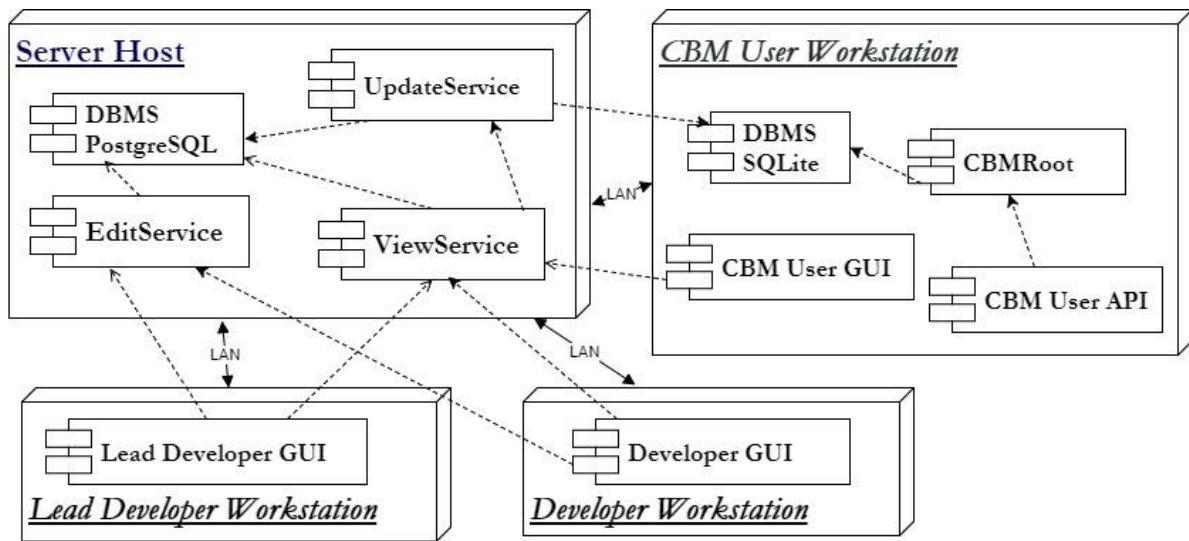 Server Host
UpdateService
DBMS
PostgreSQL
EditService
ViewService
LAN
CBM User Workstation
DBMS
SQLite
CBMRoot
CBM User GUI
CBM User API
LAN
LAN
Lead Developer GUI
Lead Developer Workstation
Developer GUI
Developer Workstation